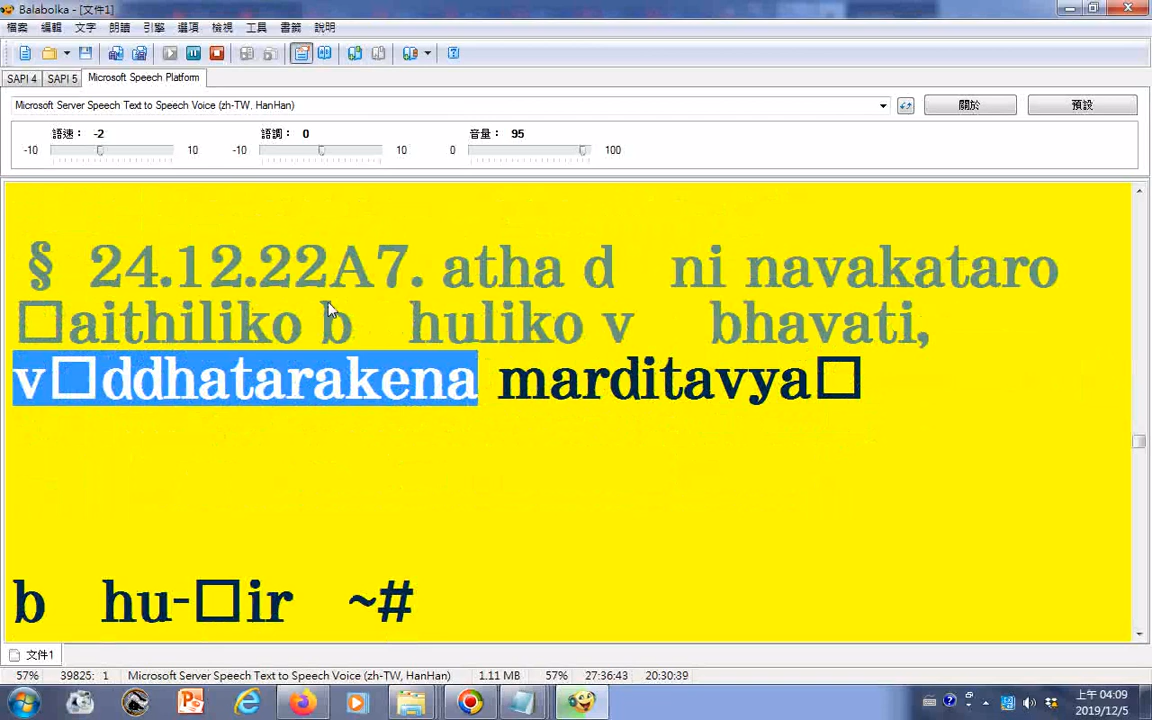 Balabolka - [文件1]
檔案 編輯 文字 朗讀 引擎 選項 檢視 工具 書籤 說明
SAPI 4 SAPI 5 Microsoft Speech Platform
Microsoft Server Speech Text to Speech Voice (zh-TW, HanHan) 關於 預設
語速： -2 語調： 0 音量： 95
-10 10 -10 10 0 100
§ 24.12.22A7. atha d ni navakataro
□aithiliko b huliko v bhavati,
v□ddhatarakena marditavya□
b hu-□ir ~#
文件1
57% 39825: 1 Microsoft Server Speech Text to Speech Voice (zh-TW, HanHan) 1.11 MB 57% 27:36:43 20:30:39
上午 04:09
2019/12/5